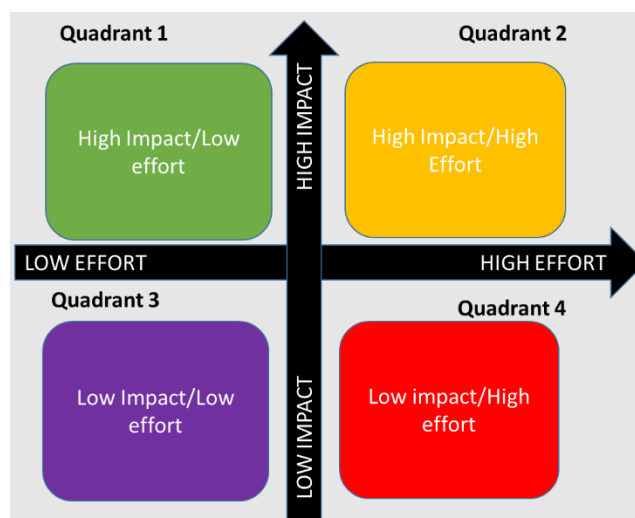 Quadrant 1
Quadrant 2
High Impact/Low
effort
HIGH IMPACT
High Impact/High
Effort
LOW EFFORT
HIGH EFFORT
Quadrant 3
Quadrant 4
Low Impact/Low
effort
LOW IMPACT
Low impact/High
effort